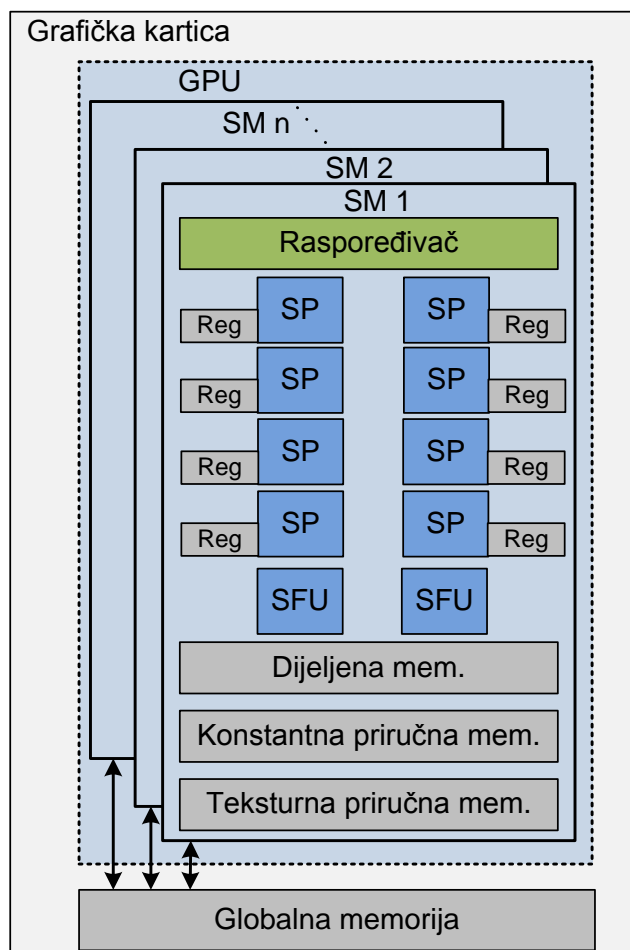 Grafička kartica
GPU
SM n
SM 2
SM 1
Raspoređivač
SP SP
Reg Reg
SP SP
Reg Reg
SP SP
Reg Reg
SP SP
Reg Reg
SFU SFU
Dijeljena mem.
Konstantna priručna mem.
Teksturna priručna mem.
Globalna memorija